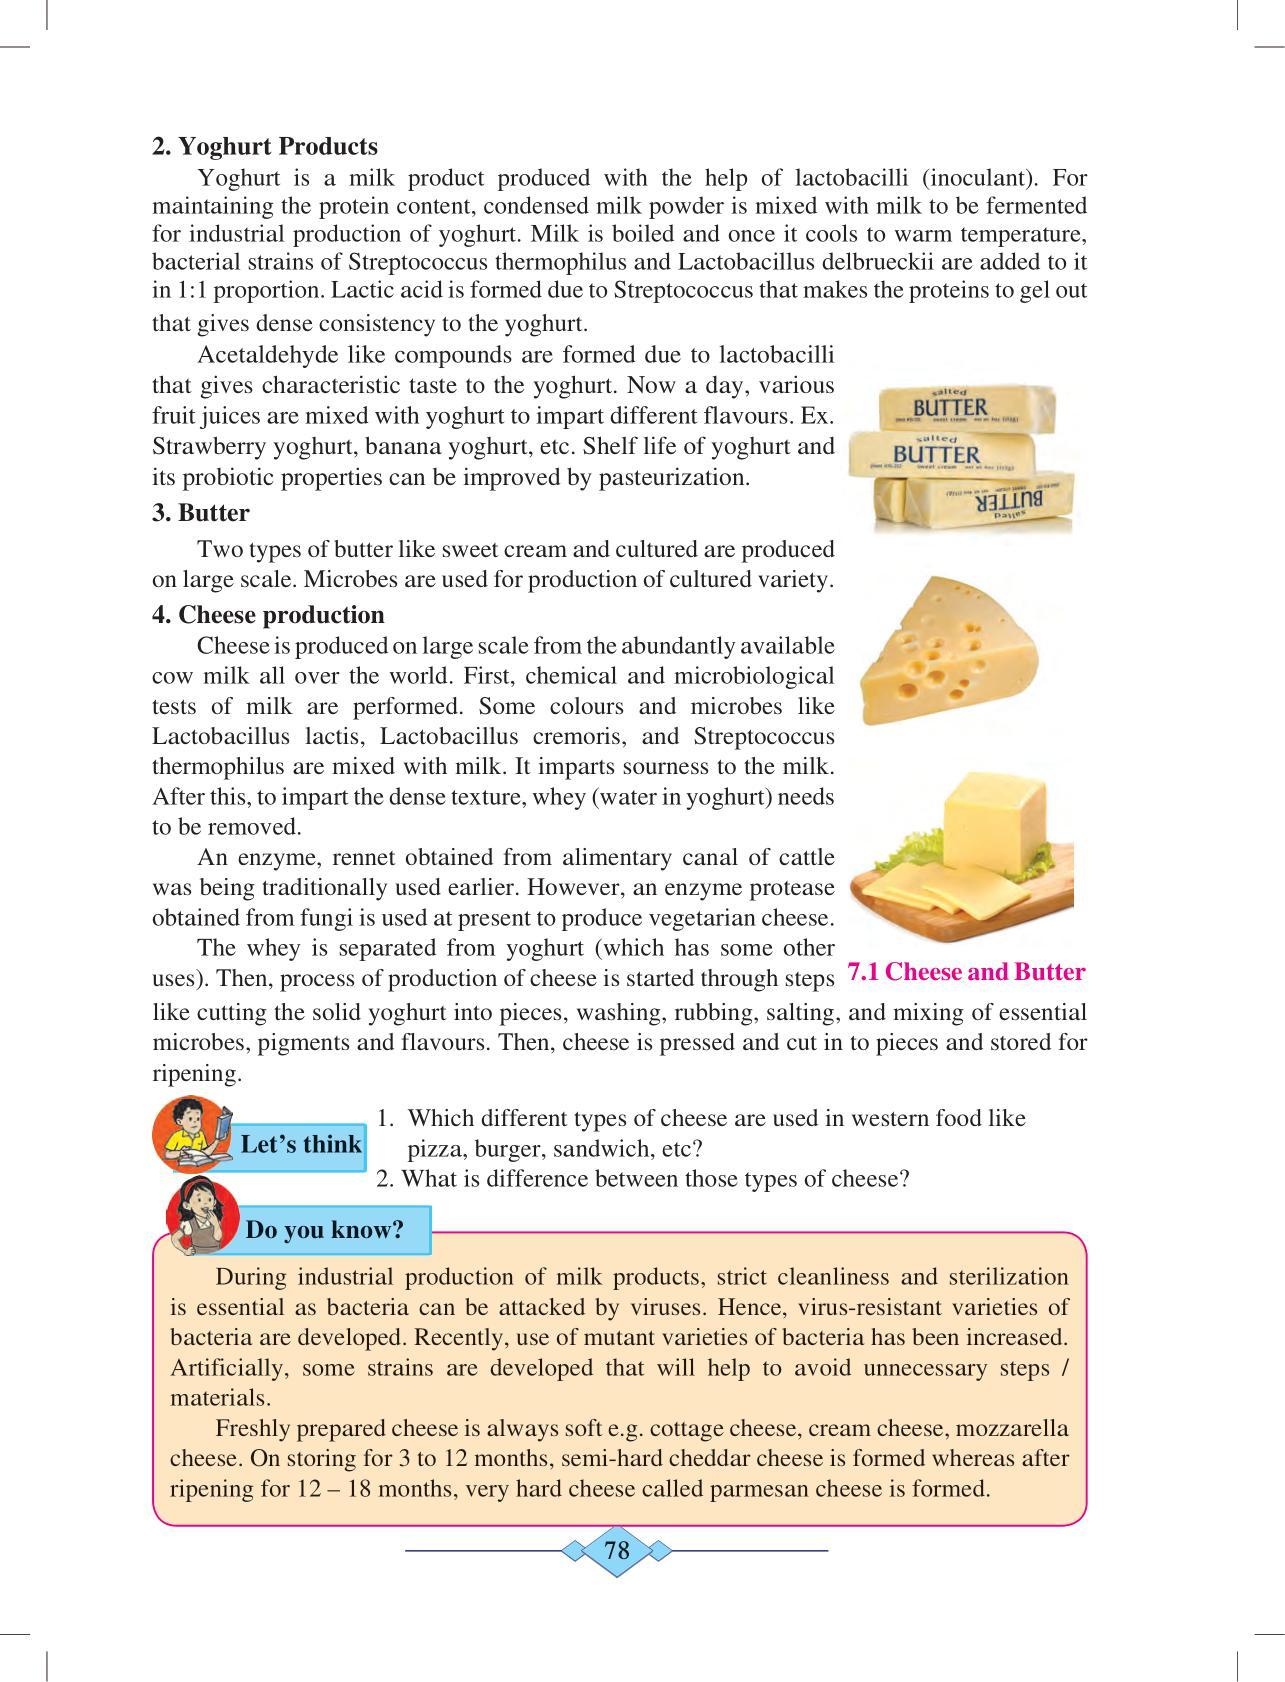 2. Yoghurt Products
Yoghurt is a milk product produced with the help of lactobacilli (inoculant). For
maintaining the protein content, condensed milk powder is mixed with milk to be fermented
for industrial production of yoghurt. Milk is boiled and once it cools to warm temperature,
bacterial strains of Streptococcus thermophilus and Lactobacillus delbrueckii are added to it
in 1:1 proportion. Lactic acid is formed due to Streptococcus that makes the proteins to gel out
that gives dense consistency to the yoghurt.
Acetaldehyde like compounds are formed due to lactobacilli
that gives characteristic taste to the yoghurt. Now a day, various
fruit juices are mixed with yoghurt to impart different flavours. Ex.
Strawberry yoghurt, banana yoghurt, etc. Shelf life of yoghurt and
its probiotic properties can be improved by pasteurization.
3. Butter
Two types of butter like sweet cream and cultured are produced
on large scale. Microbes are used for production of cultured variety.
4. Cheese production
Cheese is produced on large scale from the abundantly available
cow milk all over the world. First, chemical and microbiological
tests of milk are performed. Some colours and microbes like
Lactobacillus lactis, Lactobacillus cremoris, and Streptococcus
thermophilus are mixed with milk. It imparts sourness to the milk.
After this, to impart the dense texture, whey (water in yoghurt) needs
to be removed.
An enzyme, rennet obtained from alimentary canal of cattle
was being traditionally used earlier. However, an enzyme protease
obtained from fungi is used at present to produce vegetarian cheese.
The whey is separated from yoghurt (which has some other
uses). Then, process of production of cheese is started through steps
like cutting the solid yoghurt into pieces, washing, rubbing, salting, and mixing of essential
microbes, pigments and flavours. Then, cheese is pressed and cut in to pieces and stored for
ripening.
salted
BUTTER
sweet cream
salted
BUTTER
sweet cream
BUTTER
salted
7.1 Cheese and Butter
Let's think
1. Which different types of cheese are used in western food like
pizza, burger, sandwich, etc?
2. What is difference between those types of cheese?
Do you know?
During industrial production of milk products, strict cleanliness and sterilization
is essential as bacteria can be attacked by viruses. Hence, virus-resistant varieties of
bacteria are developed. Recently, use of mutant varieties of bacteria has been increased.
Artificially, some strains are developed that will help to avoid unnecessary steps /
materials.
Freshly prepared cheese is always soft e.g. cottage cheese, cream cheese, mozzarella
cheese. On storing for 3 to 12 months, semi-hard cheddar cheese is formed whereas after
ripening for 12 – 18 months, very hard cheese called parmesan cheese is formed.
78